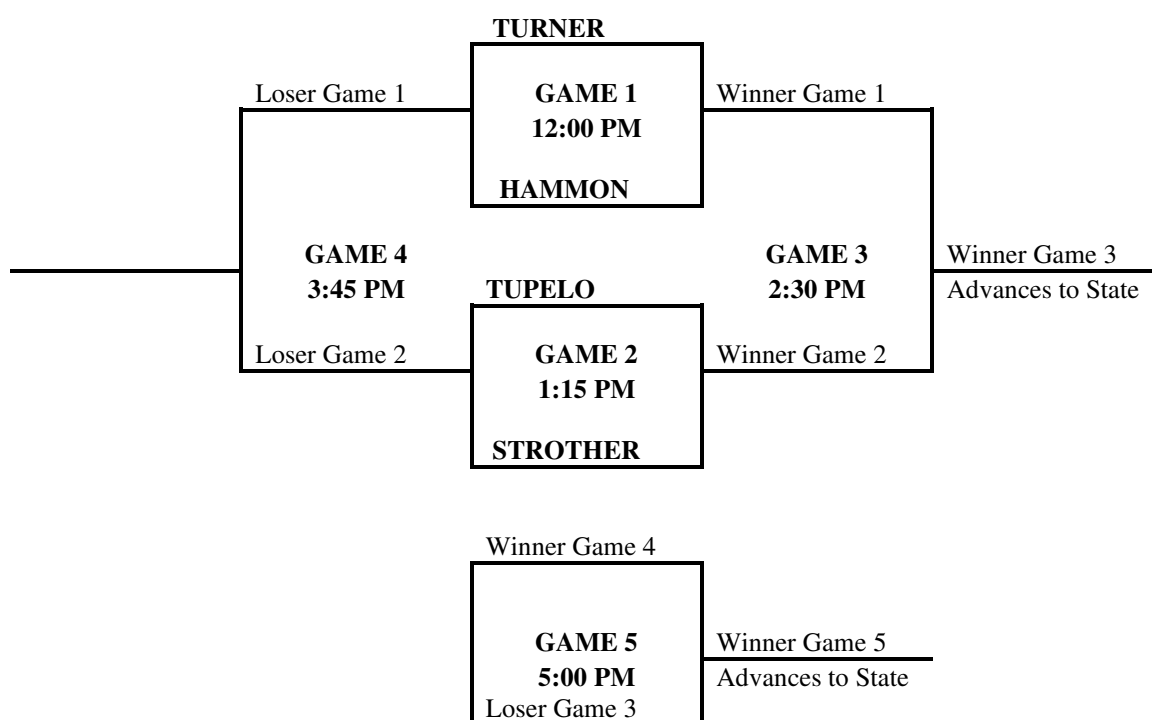 TURNER
Loser Game 1
GAME 1
12:00 PM
Winner Game 1
HAMMON
GAME 4
3:45 PM
GAME 3
2:30 PM
Winner Game 3
Advances to State
TUPELO
Loser Game 2
GAME 2
1:15 PM
Winner Game 2
STROTHER
Winner Game 4
GAME 5
5:00 PM
Winner Game 5
Advances to State
Loser Game 3